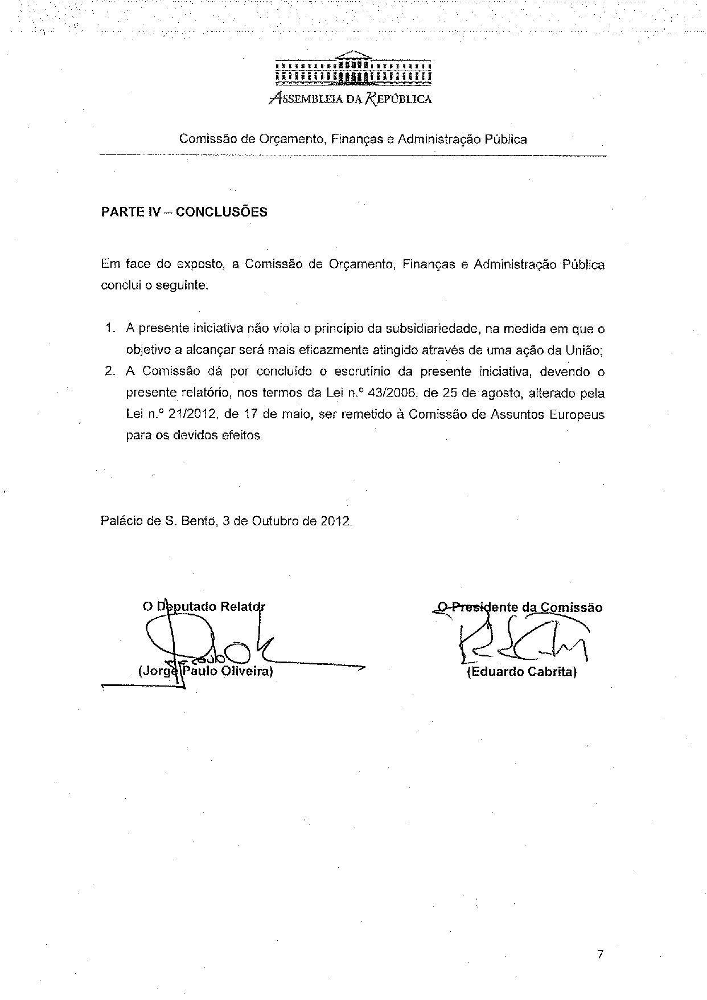 ASSEMBLEIA DA REPÚBLICA
Comissão de Orçamento, Finanças e Administração Pública
PARTE IV – CONCLUSÕES
Em face do exposto, a Comissão de Orçamento, Finanças e Administração Pública
conclui o seguinte:
1. A presente iniciativa não viola o princípio da subsidiariedade, na medida em que o
objetivo a alcançar será mais eficazmente atingido através de uma ação da União;
2. A Comissão dá por concluído o escrutínio da presente iniciativa, devendo o
presente relatório, nos termos da Lei n.º 43/2006, de 25 de agosto, alterado pela
Lei n.º 21/2012, de 17 de maio, ser remetido à Comissão de Assuntos Europeus
para os devidos efeitos.
Palácio de S. Bento, 3 de Outubro de 2012.
O Deputado Relator
O Presidente da Comissão
(Jorge Paulo Oliveira)
(Eduardo Cabrita)
7